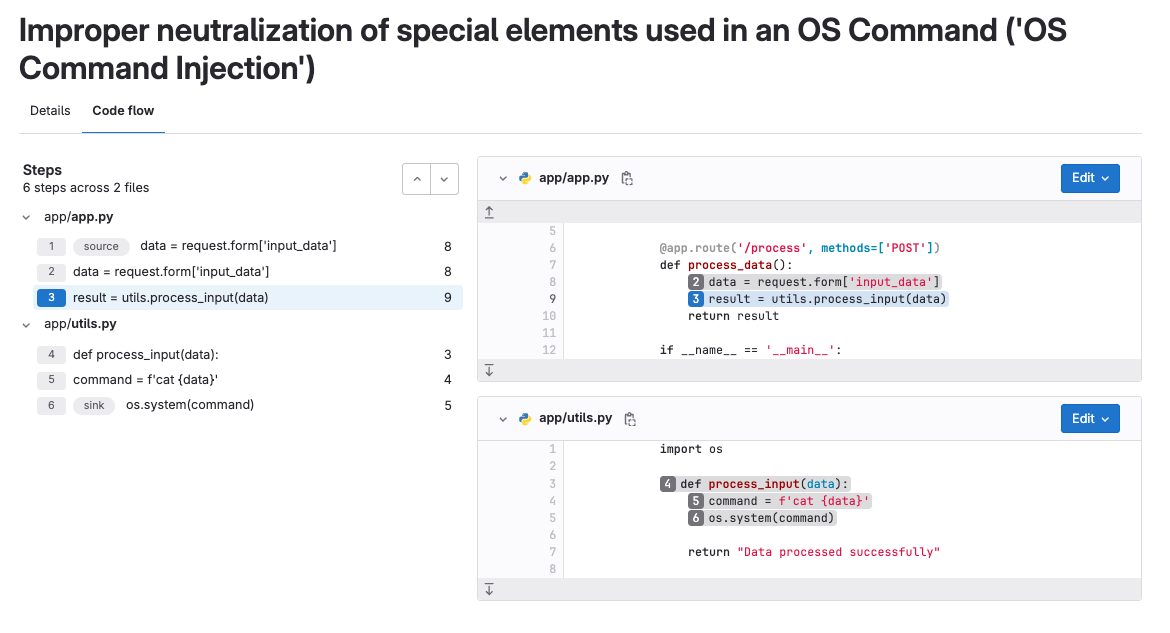 Improper neutralization of special elements used in an OS Command ('OS
Command Injection')
Details Code flow
Steps
6 steps across 2 files
app/app.py
1 source data = request.form['input_data'] 8
2 data = request.form['input_data'] 8
3 result = utils.process_input(data) 9
app/utils.py
4 def process_input(data): 3
5 command = f'cat {data}' 4
6 sink os.system(command) 5
app/app.py Edit
5
6 @app.route('/process', methods=['POST'])
7 def process_data():
8 2 data = request.form['input_data']
9 3 result = utils.process_input(data)
10 return result
11
12 if __name__ == '__main__':
app/utils.py Edit
1 import os
2
3 4 def process_input(data):
4 5 command = f'cat {data}'
5 6 os.system(command)
6
7 return "Data processed successfully"
8